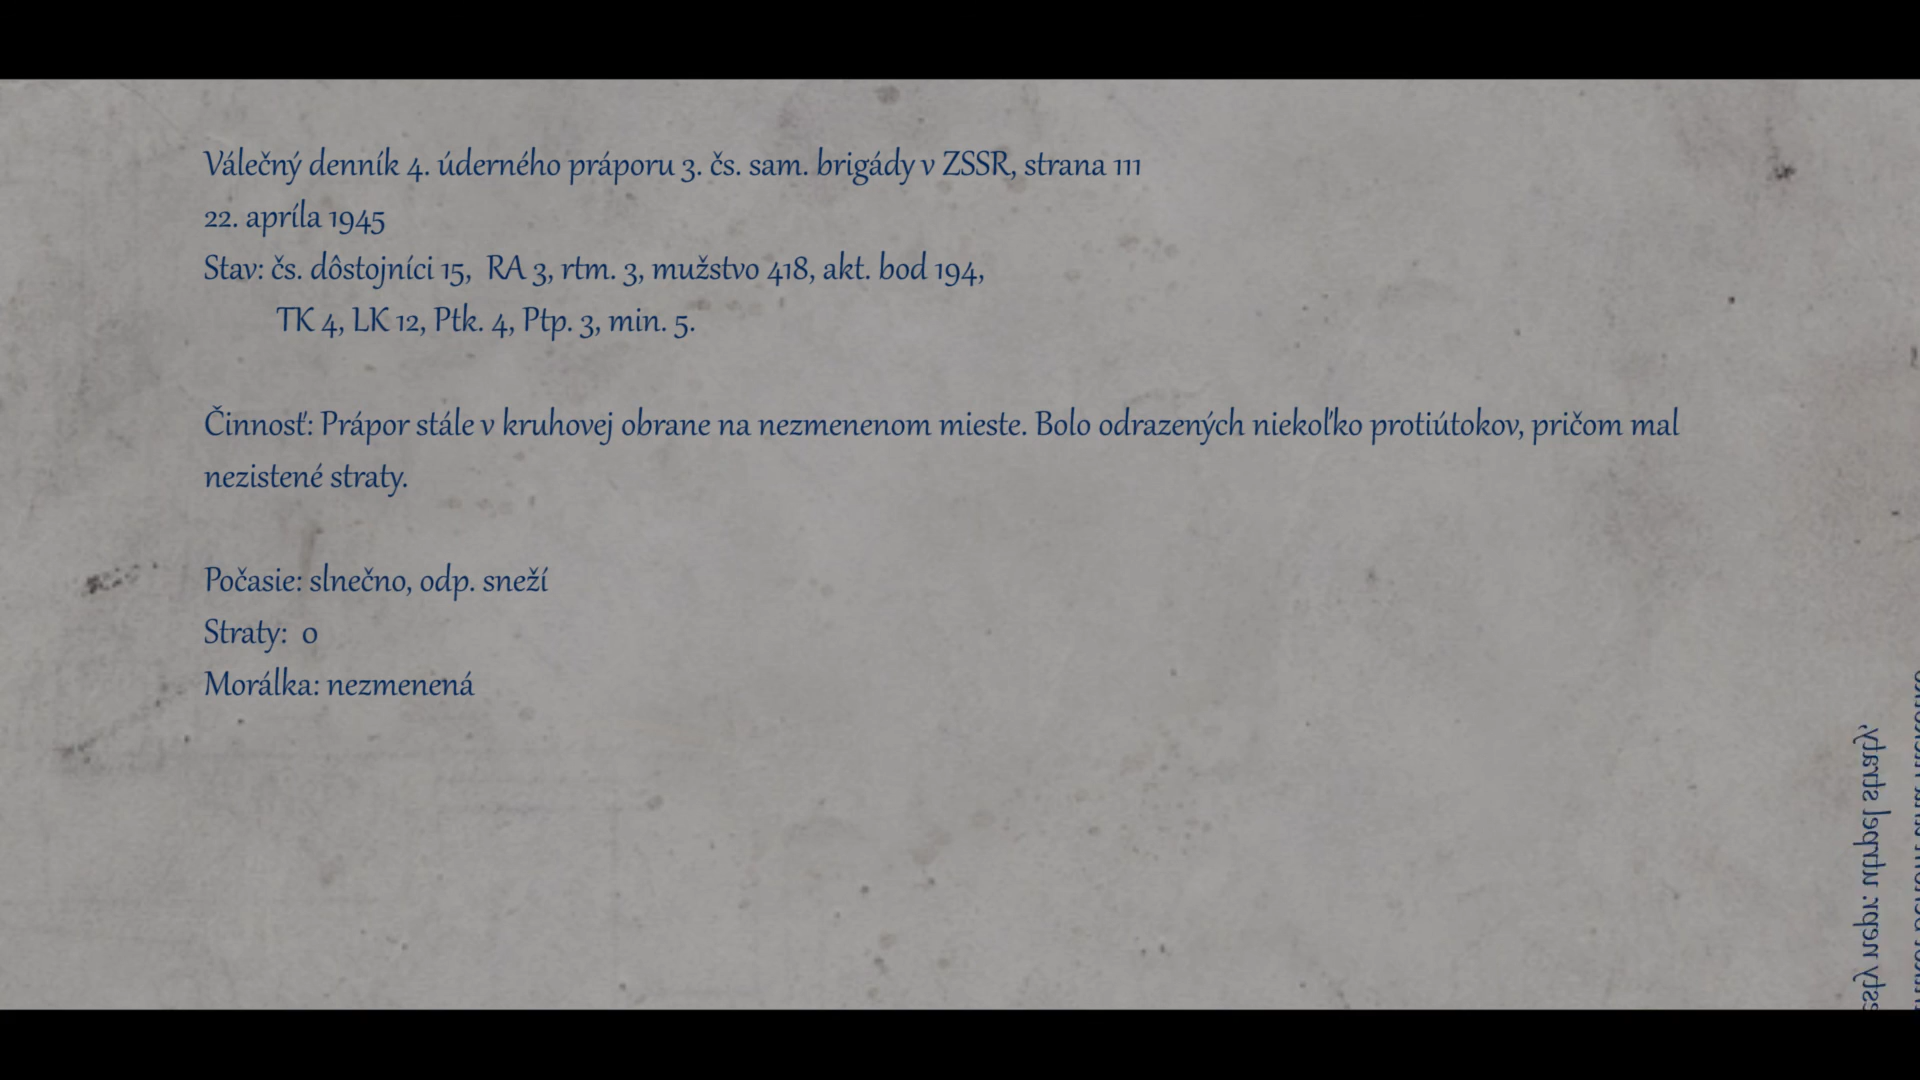 Válečný denník 4. úderného práporu 3. čs. sam. brigády v ZSSR, strana 111
22. apríla 1945
Stav: čs. dôstojníci 15, RA 3, rtm. 3, mužstvo 418, akt. bod 194,
TK 4, LK 12, Ptk. 4, Ptp. 3, min. 5.
Činnosť: Prápor stále v kruhovej obrane na nezmenenom mieste. Bolo odrazených niekoľko protiútokov, pričom mal
nezistené straty.
Počasie: slnečno, odp. sneží
Straty: 0
Morálka: nezmenená
nepr. utrpel straty,